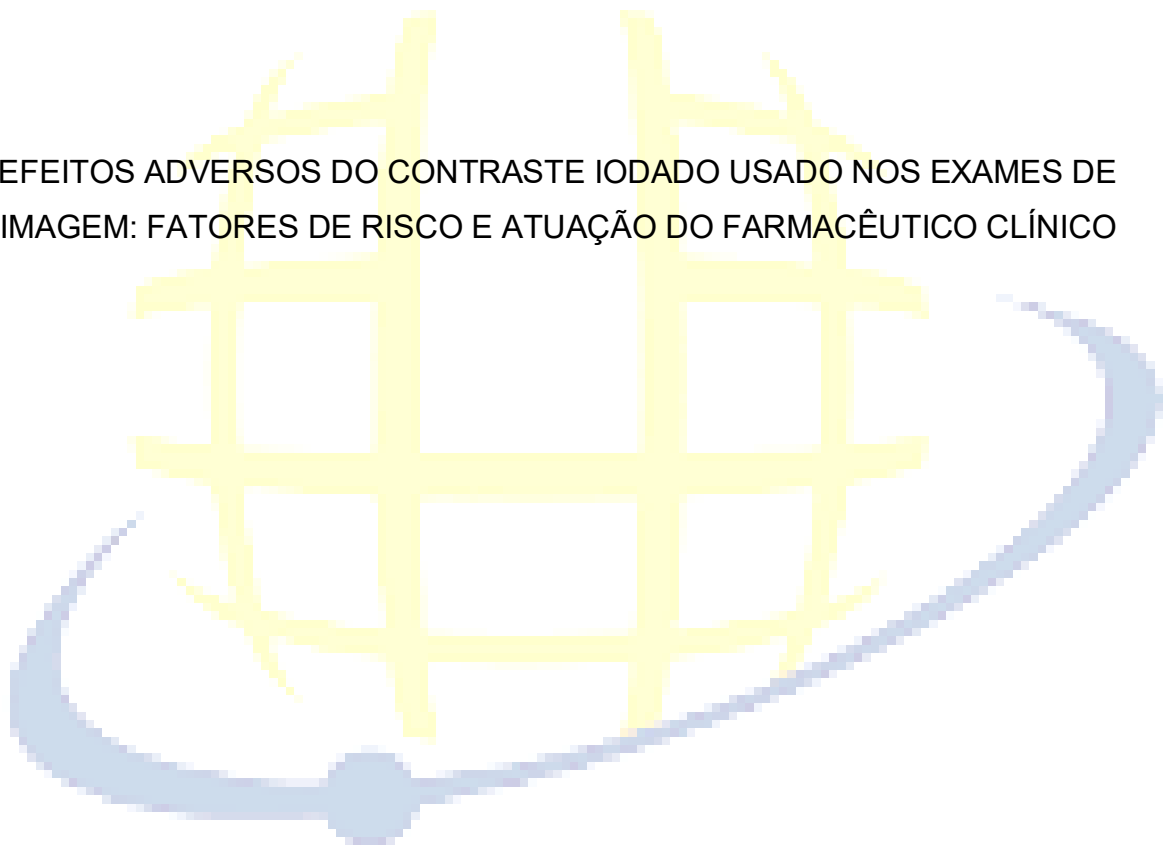 EFEITOS ADVERSOS DO CONTRASTE IODADO USADO NOS EXAMES DE
IMAGEM: FATORES DE RISCO E ATUAÇÃO DO FARMACÊUTICO CLÍNICO